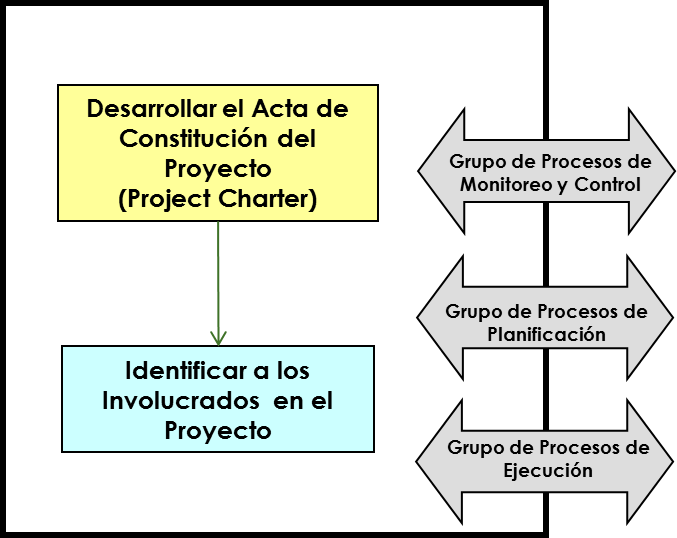 Desarrollar el Acta de
Constitución del
Proyecto
(Project Charter)
Identificar a los
Involucrados en el
Proyecto
Grupo de Procesos de
Monitoreo y Control
Grupo de Procesos de
Planificación
Grupo de Procesos de
Ejecución